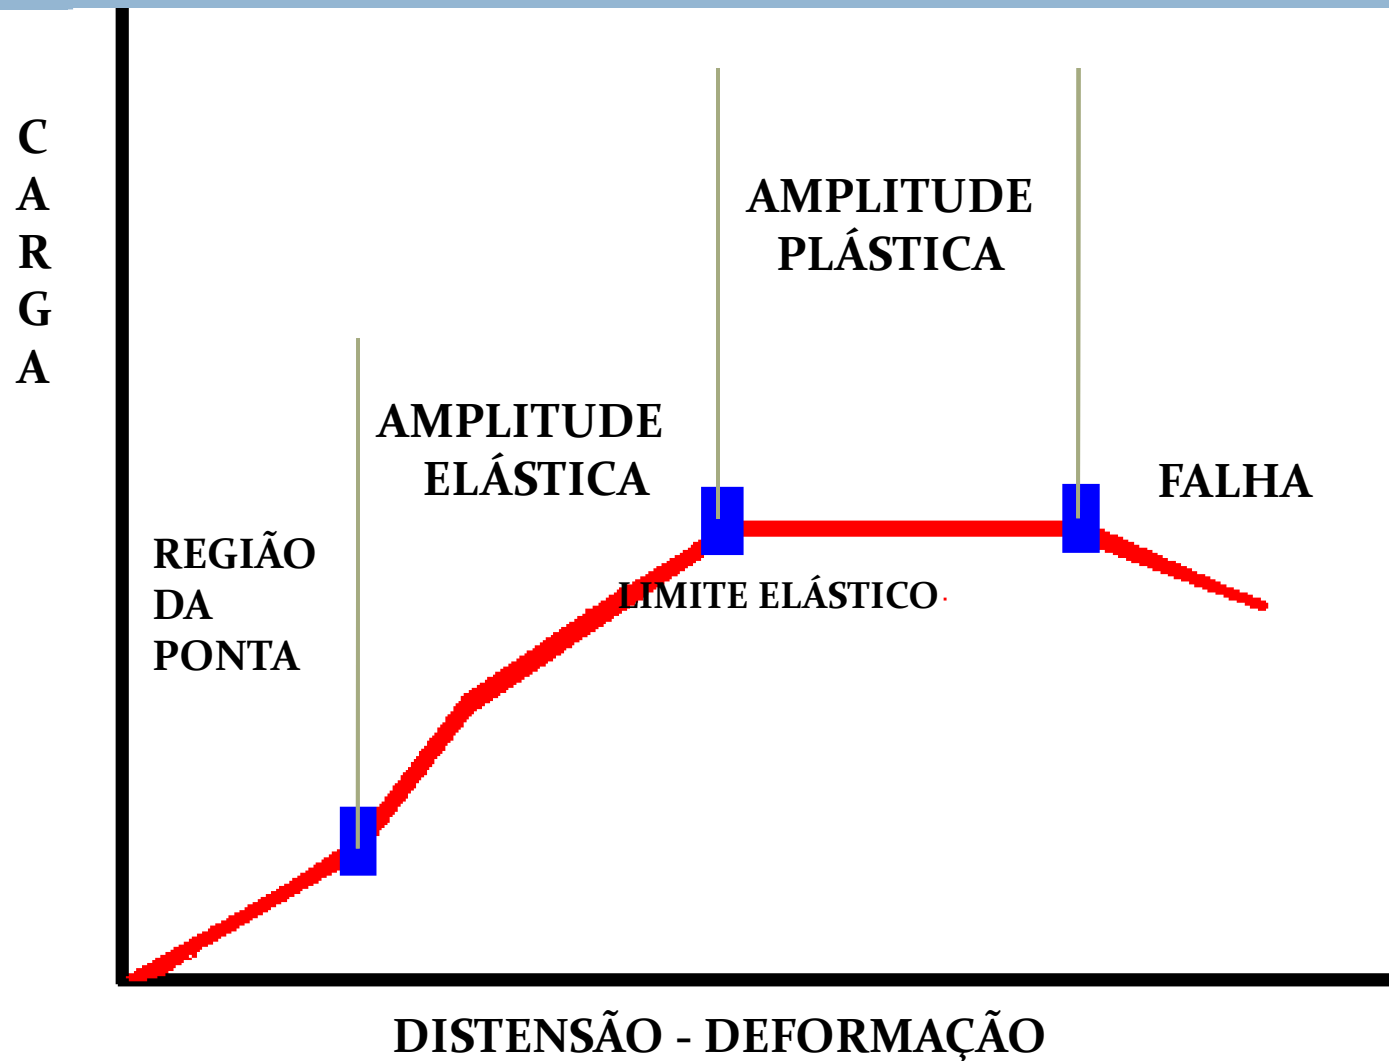 C
A
R
G
A
AMPLITUDE
PLÁSTICA
AMPLITUDE
ELÁSTICA
FALHA
REGIÃO
DA
PONTA
LIMITE ELÁSTICO
DISTENSÃO - DEFORMAÇÃO